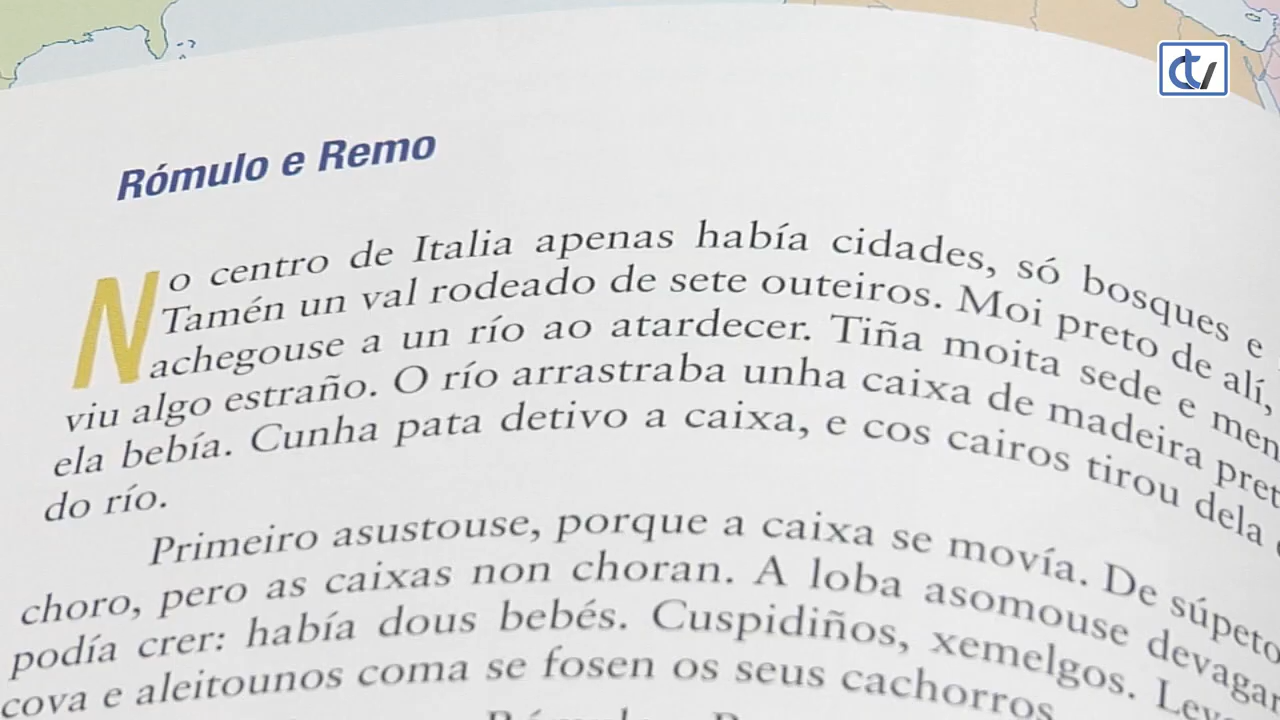 Rómulo e Remo
No centro de Italia apenas había cidades, só bosques e
Tamén un val rodeado de sete outeiros. Moi preto de alí,
achegouse a un río ao atardecer. Tiña moita sede e men
viu algo estraño. O río arrastraba unha caixa de madeira pret
ela bebía. Cunha pata detivo a caixa, e cos cairos tirou dela
do río.
Primeiro asustouse, porque a caixa se movía. De súpeto
choro, pero as caixas non choran. A loba asomouse devagar
podía crer: había dous bebés. Cuspidiños, xemelgos. Lev
cova e aleitounos coma se fosen os seus cachorros
ctv